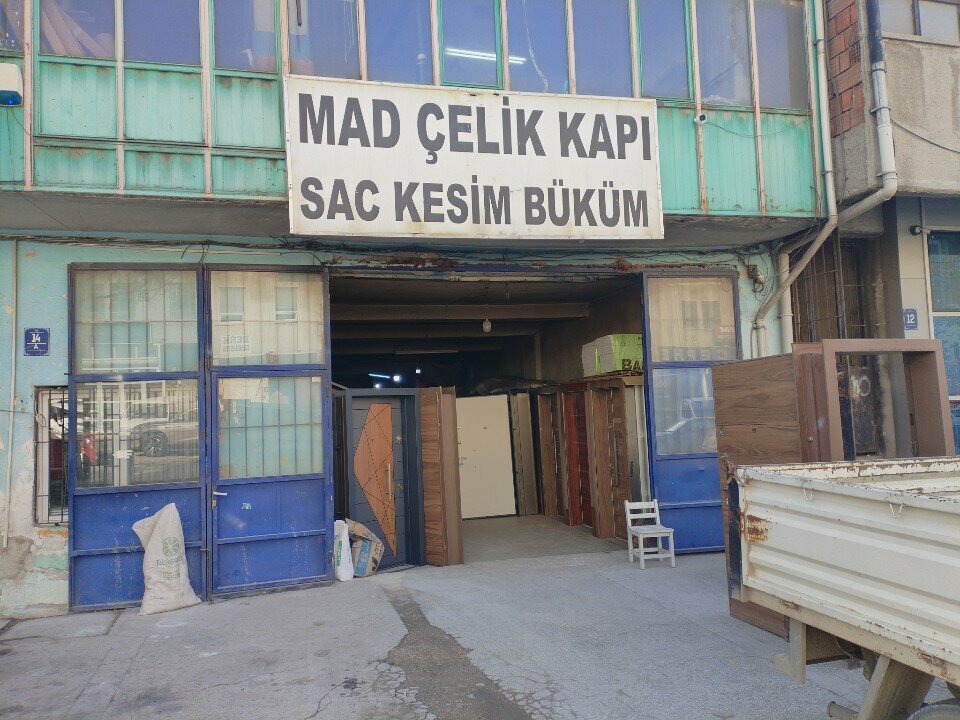 MAD ÇELİK KAPI
SAC KESİM BÜKÜM
14
A
12